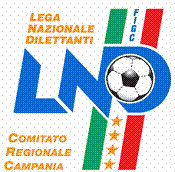 LEGA
NAZIONALE
DILETTANTI
FIGC
LND
COMITATO
REGIONALE
CAMPANIA